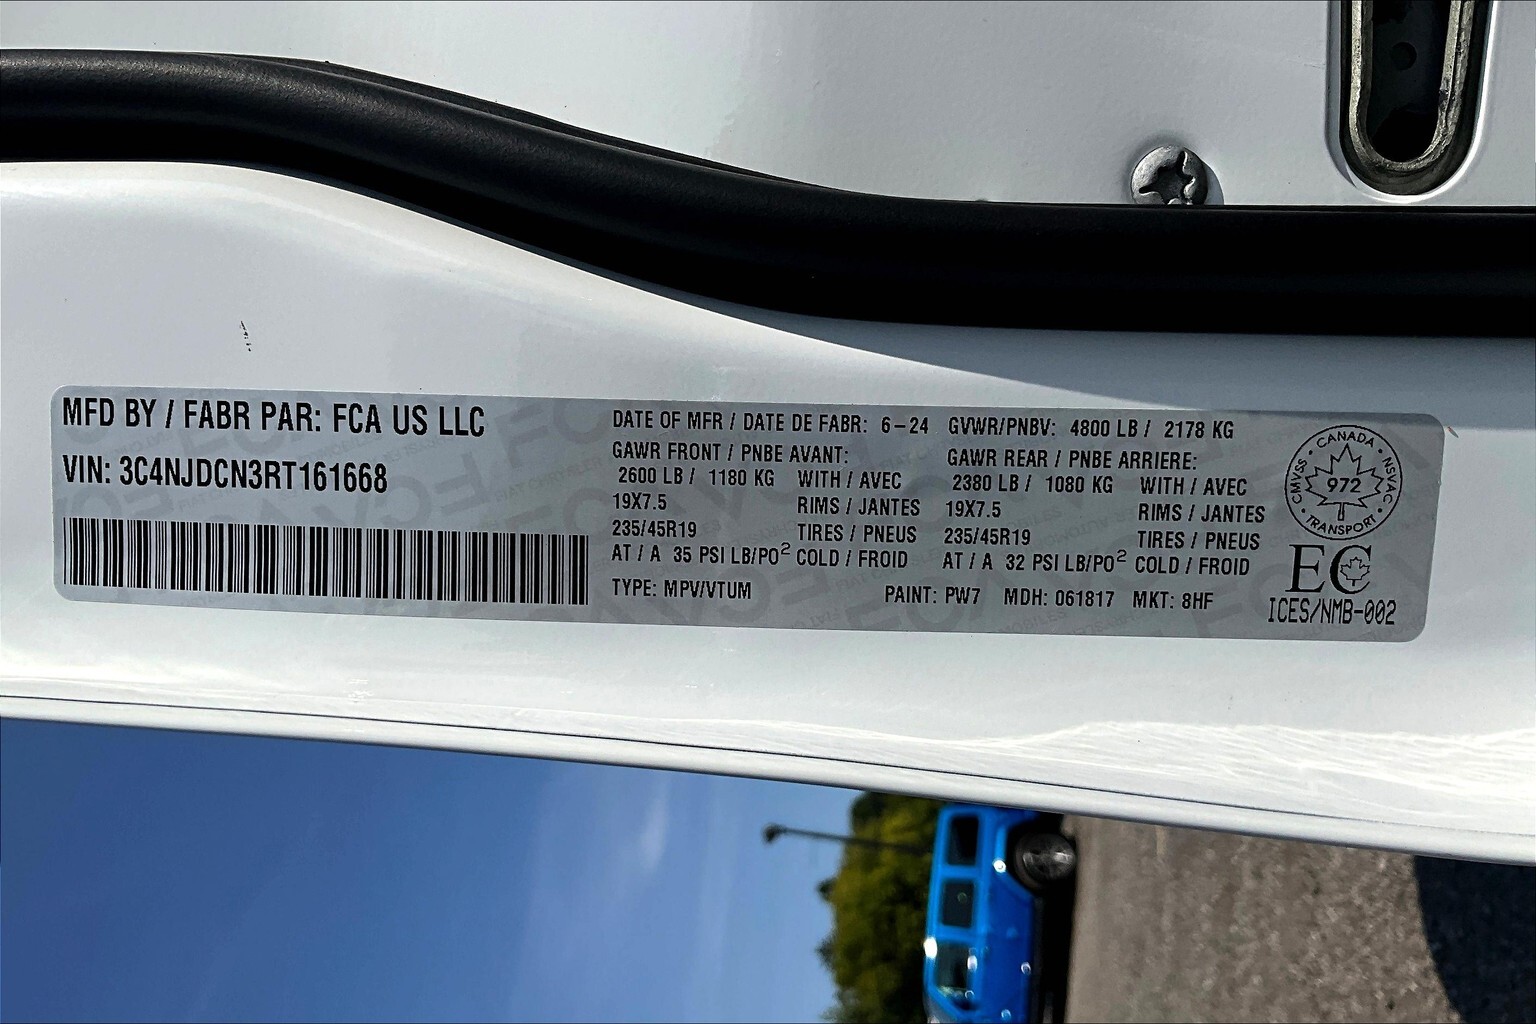 MFD BY / FABR PAR: FCA US LLC
VIN: 3C4NJDCN3RT161668
DATE OF MFR / DATE DE FABR: 6-24 GVWR/PNBV: 4800 LB / 2178 KG
GAWR FRONT / PNBE AVANT:
2600 LB / 1180 KG WITH / AVEC
19X7.5 RIMS / JANTES
235/45R19 TIRES / PNEUS
AT / A 35 PSI LB/PO² COLD / FROID
GAWR REAR / PNBE ARRIERE:
2380 LB / 1080 KG WITH / AVEC
19X7.5 RIMS / JANTES
235/45R19 TIRES / PNEUS
AT / A 32 PSI LB/PO² COLD / FROID
TYPE: MPV/VTUM PAINT: PW7 MDH: 061817 MKT: 8HF
CANADA
CMVSS · NSVAC
972
TRANSPORT
EC
ICES/NMB-002